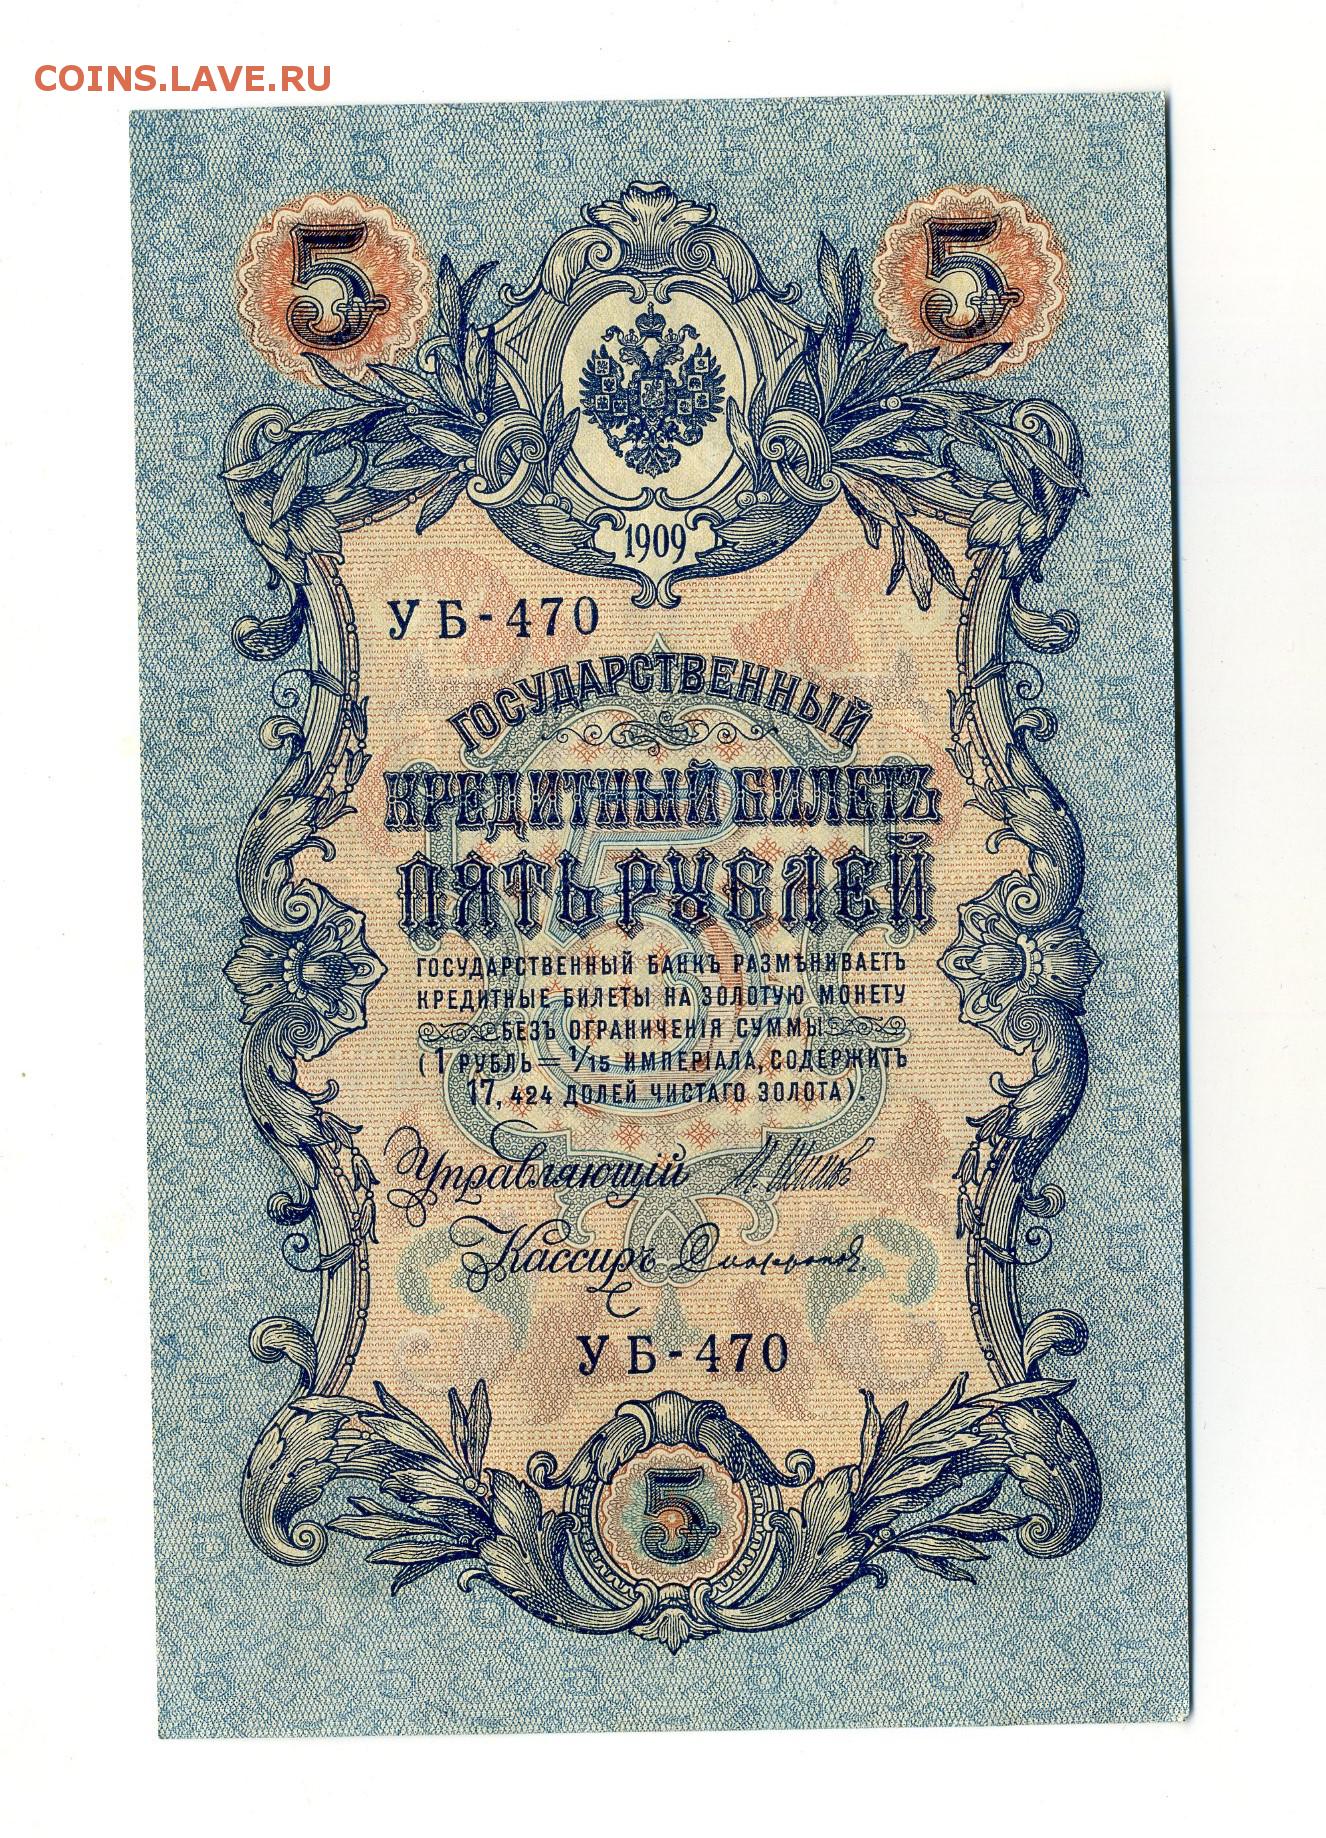 COINS.LAVE.RU
5 5
1909
УБ-470
ГОСУДАРСТВЕННЫЙ
КРЕДИТНЫЙ БИЛЕТЪ
ПЯТЬ РУБЛЕЙ
ГОСУДАРСТВЕННЫЙ БАНКЪ РАЗМѢНИВАЕТЪ
КРЕДИТНЫЕ БИЛЕТЫ НА ЗОЛОТУЮ МОНЕТУ
БЕЗЪ ОГРАНИЧЕНІЯ СУММЫ
(1 РУБЛЬ = 1/15 ИМПЕРІАЛА, СОДЕРЖИТЪ
17,424 ДОЛЕЙ ЧИСТАГО ЗОЛОТА).
Управляющій И. Шиповъ
Кассиръ
УБ-470
5